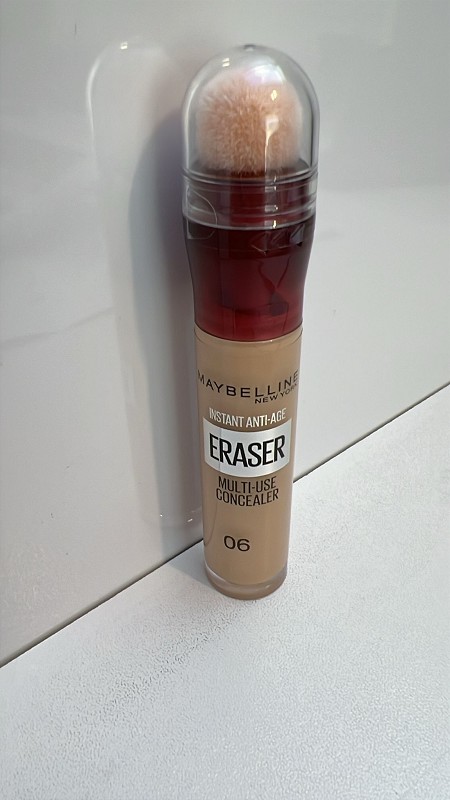 MAYBELLINE
NEW YORK
INSTANT ANTI-AGE
ERASER
MULTI-USE
CONCEALER
06